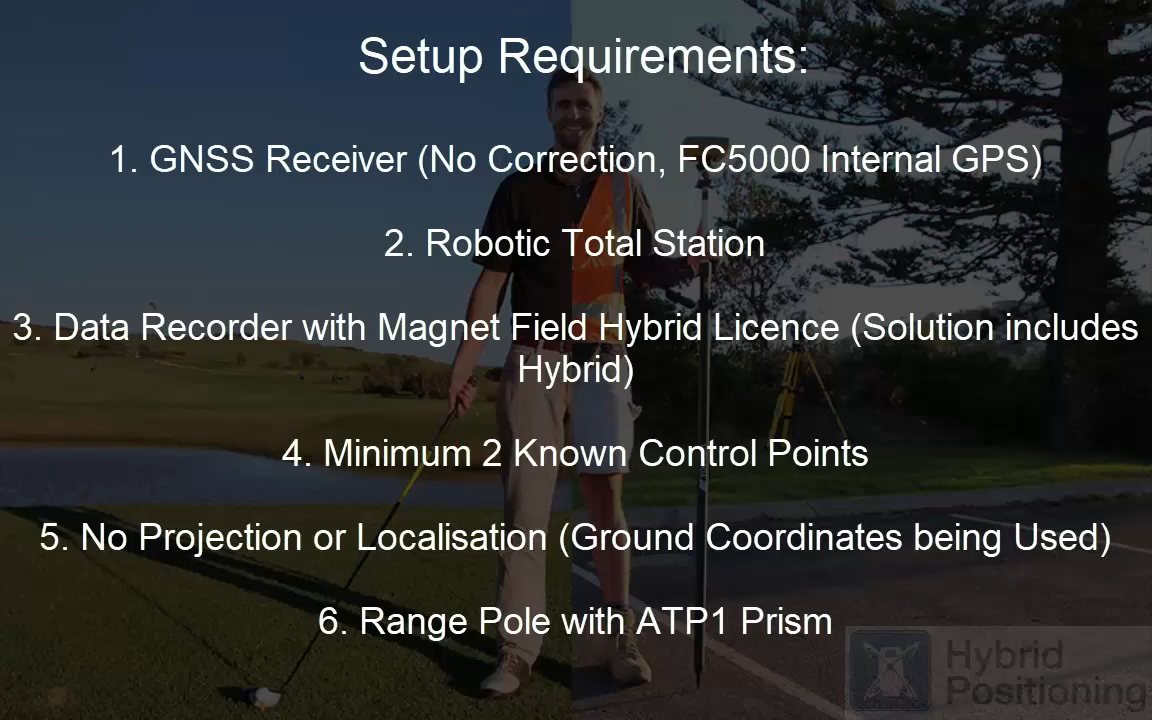 Setup Requirements:
1. GNSS Receiver (No Correction, FC5000 Internal GPS)
2. Robotic Total Station
3. Data Recorder with Magnet Field Hybrid Licence (Solution includes
Hybrid)
4. Minimum 2 Known Control Points
5. No Projection or Localisation (Ground Coordinates being Used)
6. Range Pole with ATP1 Prism
Hybrid
Positioning